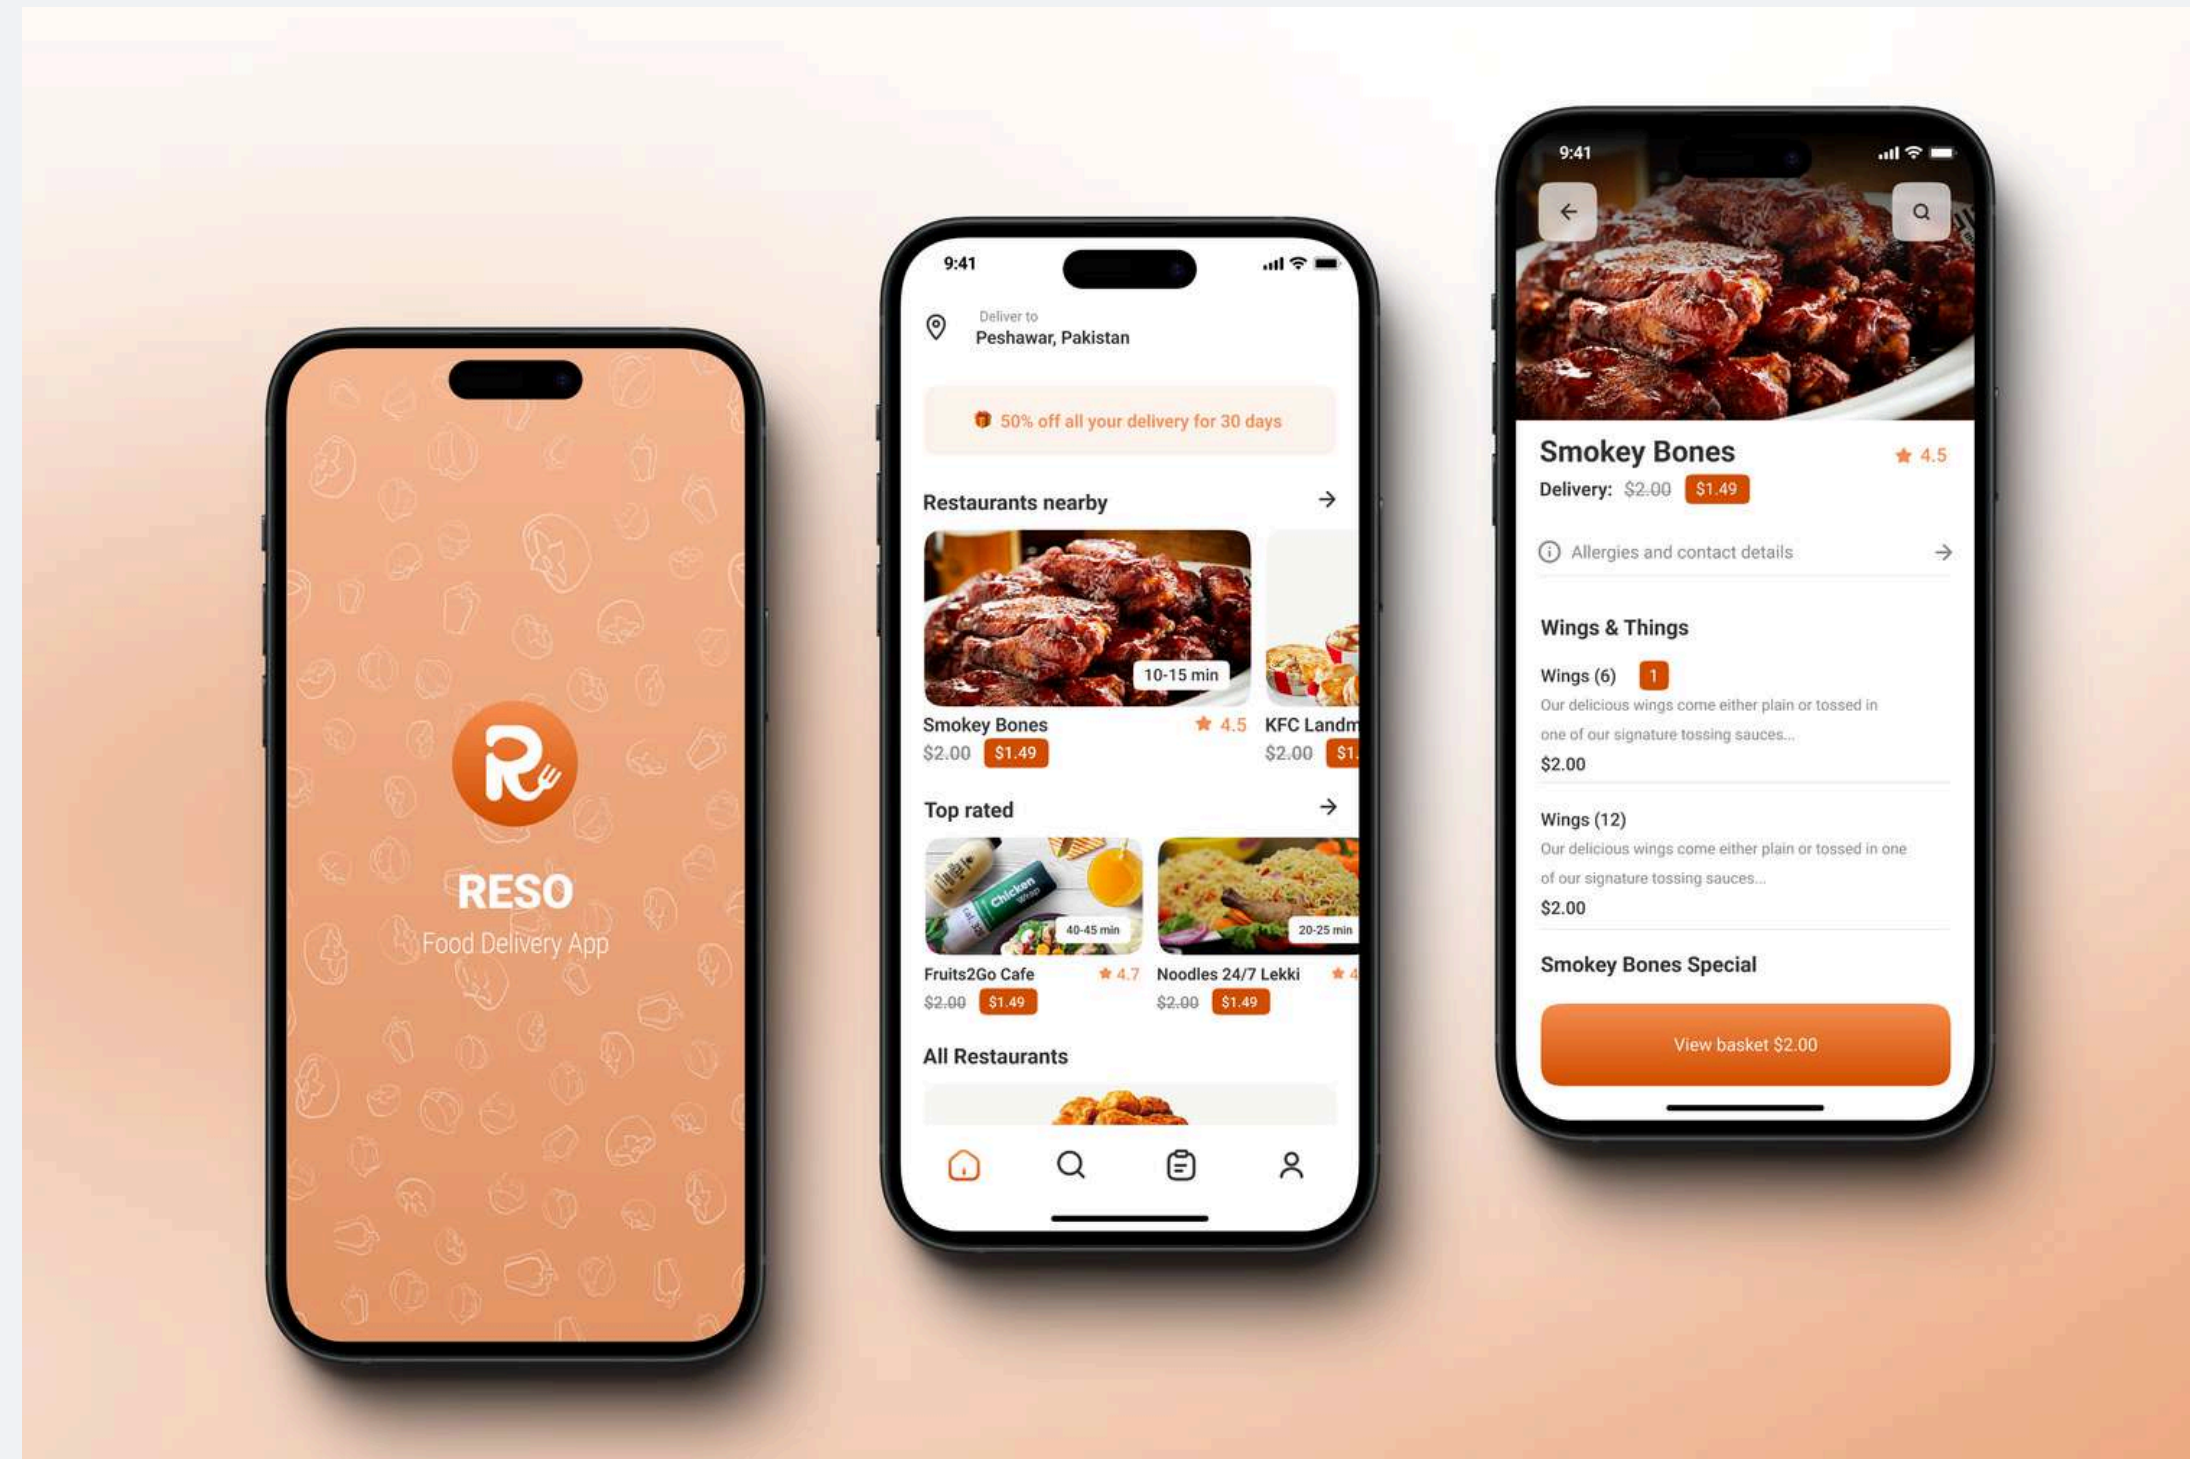 RESO
Food Delivery App
9:41
Deliver to
Peshawar, Pakistan
50% off all your delivery for 30 days
Restaurants nearby
10-15 min
Smokey Bones 4.5
$2.00 $1.49
KFC Landm
$2.00 $1.
Top rated
Chicken
Wrap
40-45 min
20-25 min
Fruits2Go Cafe 4.7
$2.00 $1.49
Noodles 24/7 Lekki 4
$2.00 $1.49
All Restaurants
9:41
Smokey Bones 4.5
Delivery: $2.00 $1.49
Allergies and contact details
Wings & Things
Wings (6) 1
Our delicious wings come either plain or tossed in
one of our signature tossing sauces...
$2.00
Wings (12)
Our delicious wings come either plain or tossed in one
of our signature tossing sauces...
$2.00
Smokey Bones Special
View basket $2.00